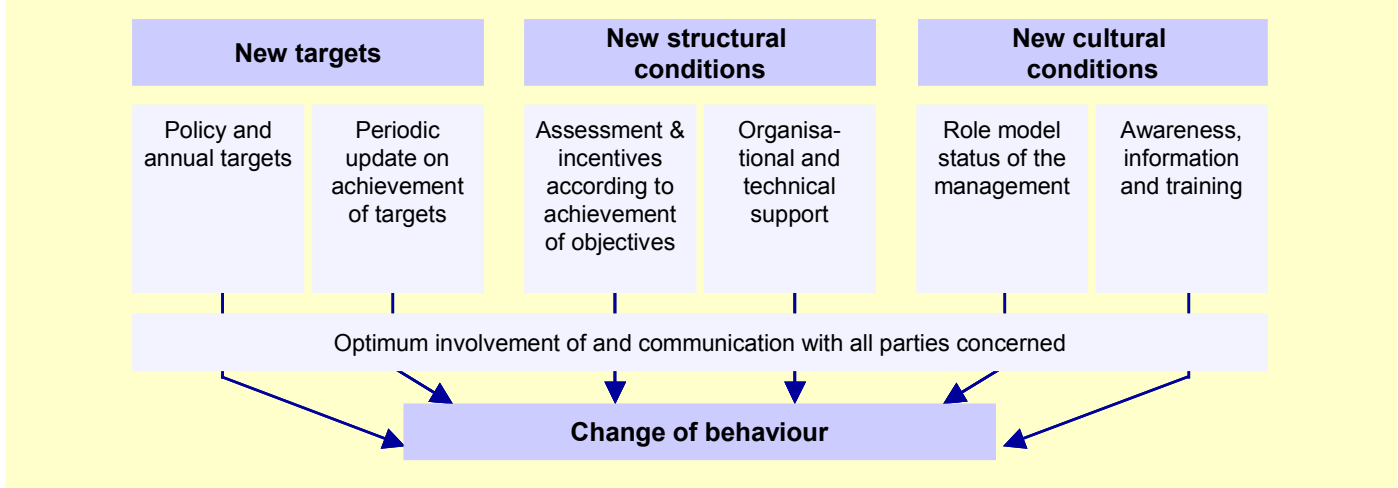 New targets
New structural
conditions
New cultural
conditions
Policy and
annual targets
Periodic
update on
achievement
of targets
Assessment &
incentives
according to
achievement
of objectives
Organisa-
tional and
technical
support
Role model
status of the
management
Awareness,
information
and training
Optimum involvement of and communication with all parties concerned
Change of behaviour